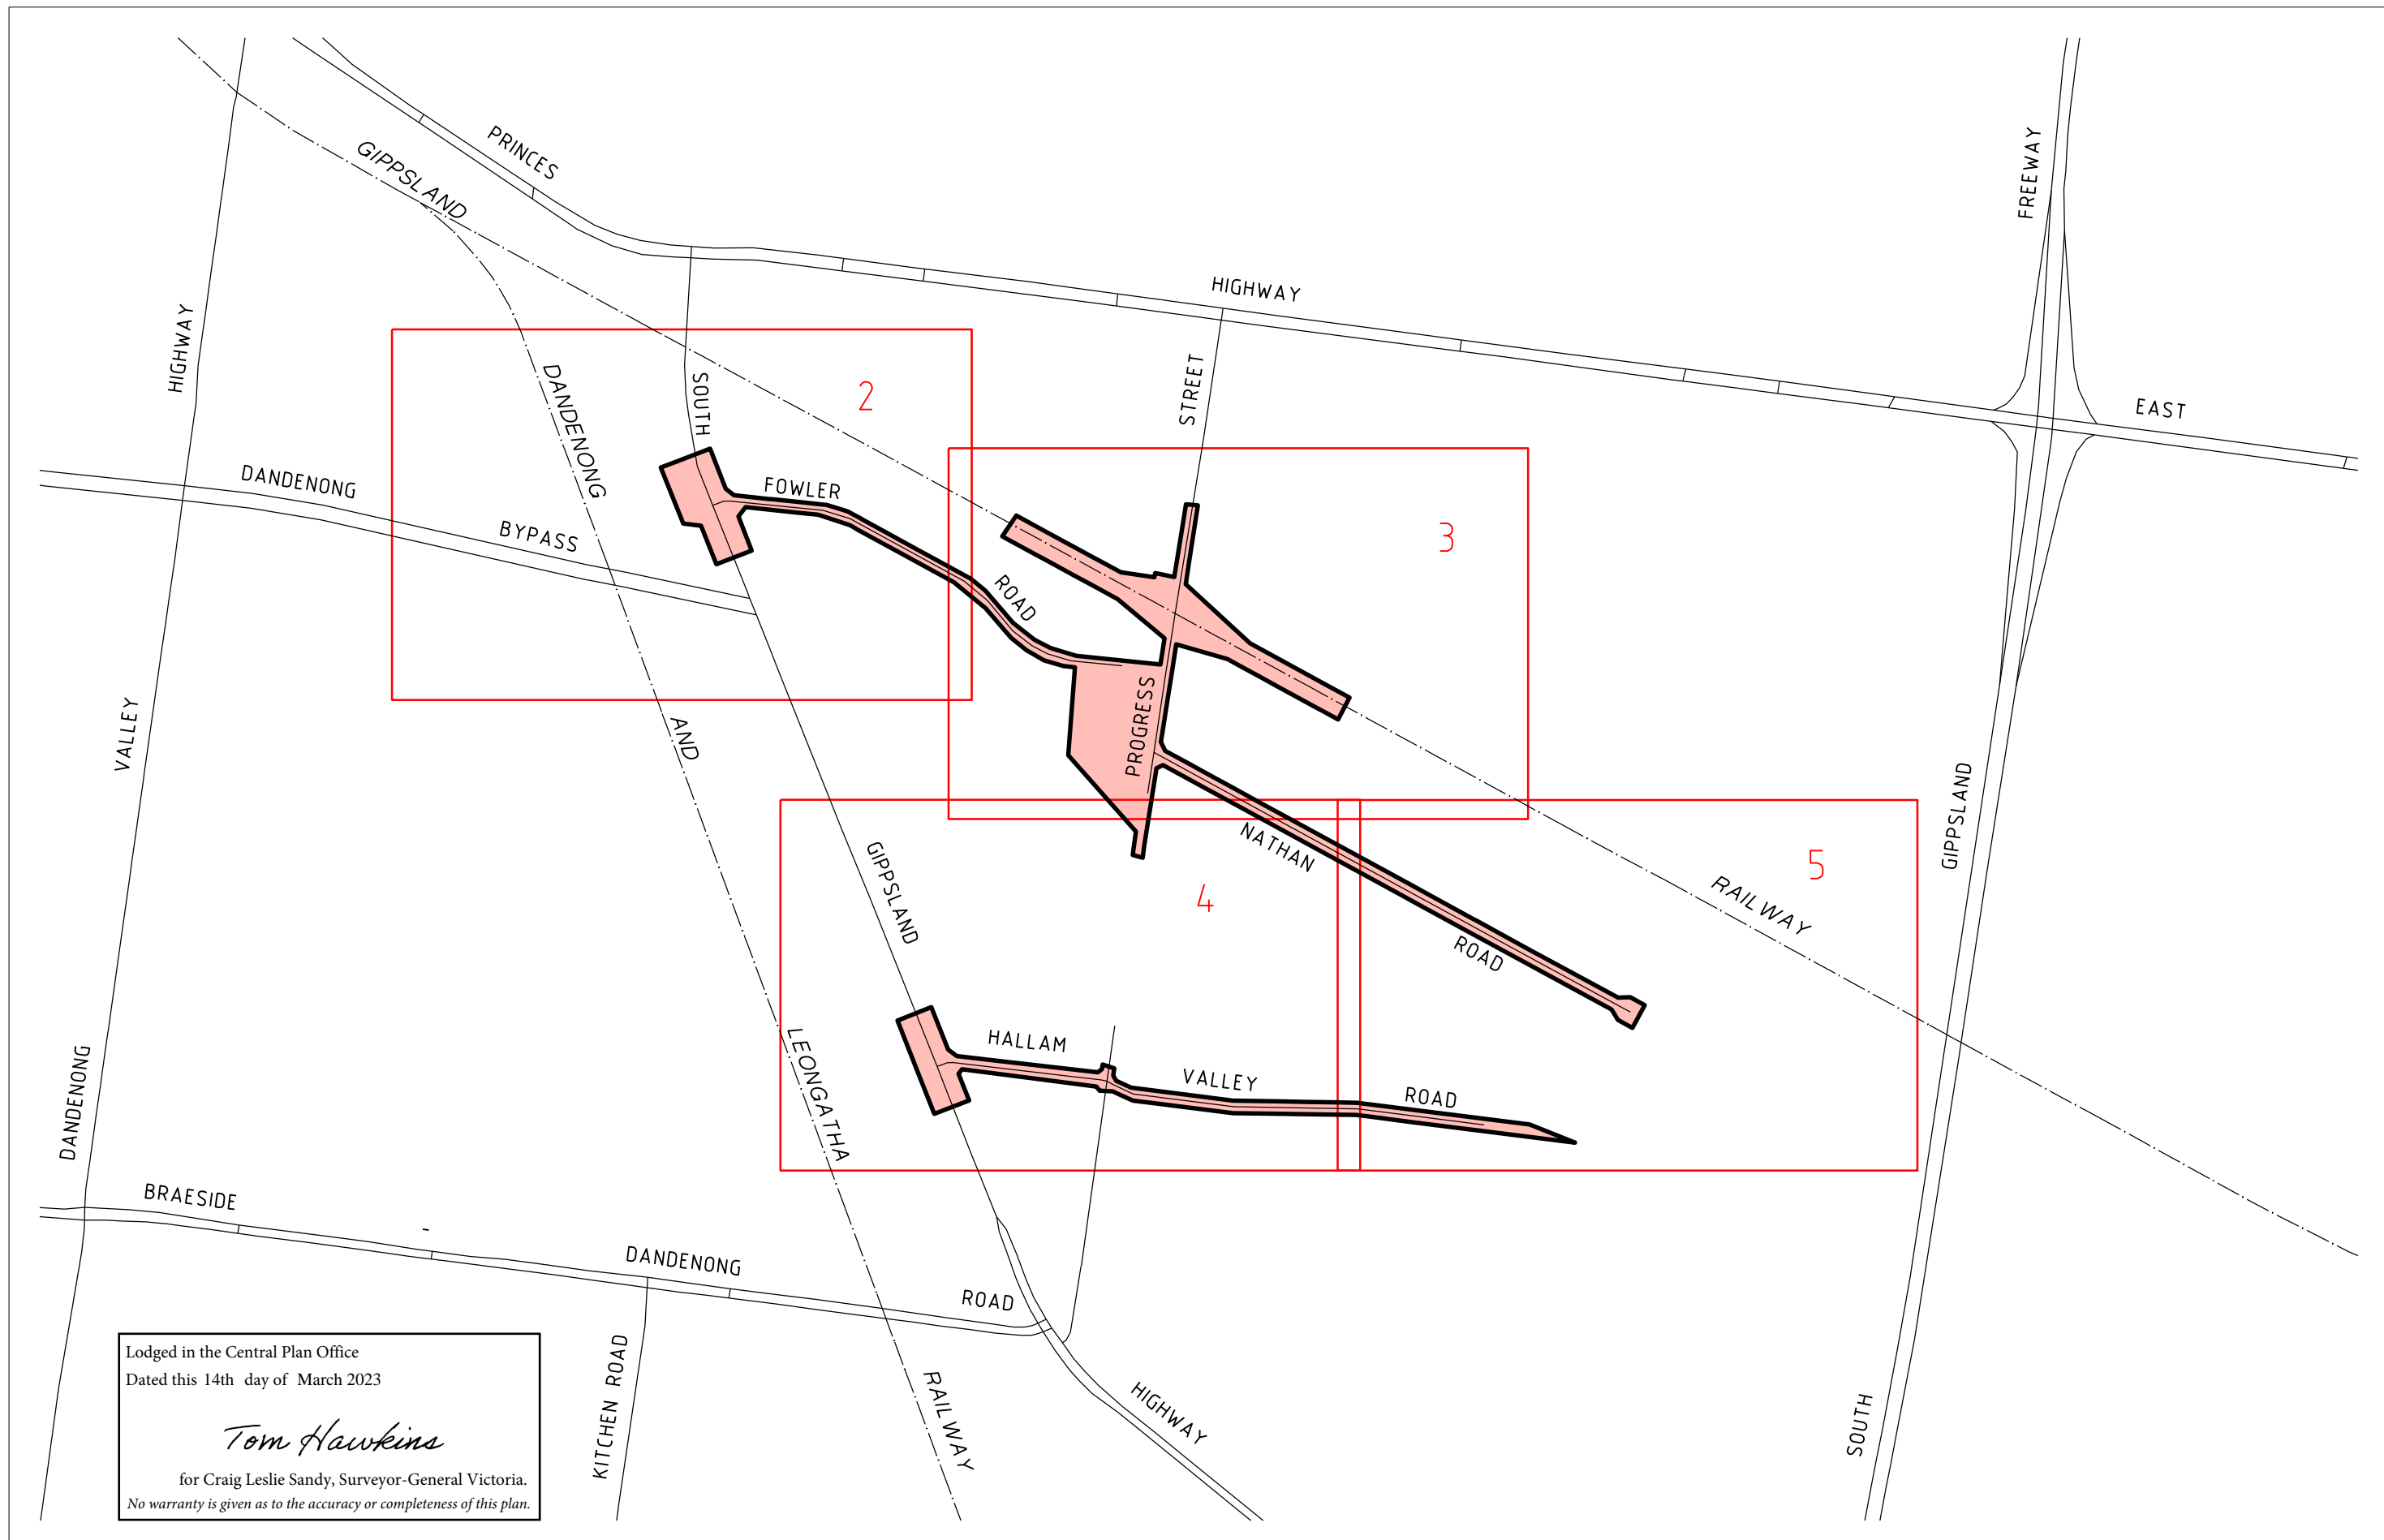 PRINCES
GIPPSLAND
FREEWAY
HIGHWAY
HIGHWAY
STREET
EAST
SOUTH
2
DANDENONG
DANDENONG
FOWLER
BYPASS
3
ROAD
VALLEY
PROGRESS
AND
GIPPSLAND
NATHAN
5
4
GIPPSLAND
RAILWAY
ROAD
DANDENONG
HALLAM
VALLEY
ROAD
LEONGATHA
BRAESIDE
-
DANDENONG
ROAD
KITCHEN ROAD
RAILWAY
HIGHWAY
SOUTH
Lodged in the Central Plan Office
Dated this 14th day of March 2023
Tom Hawkins
for Craig Leslie Sandy, Surveyor-General Victoria.
No warranty is given as to the accuracy or completeness of this plan.